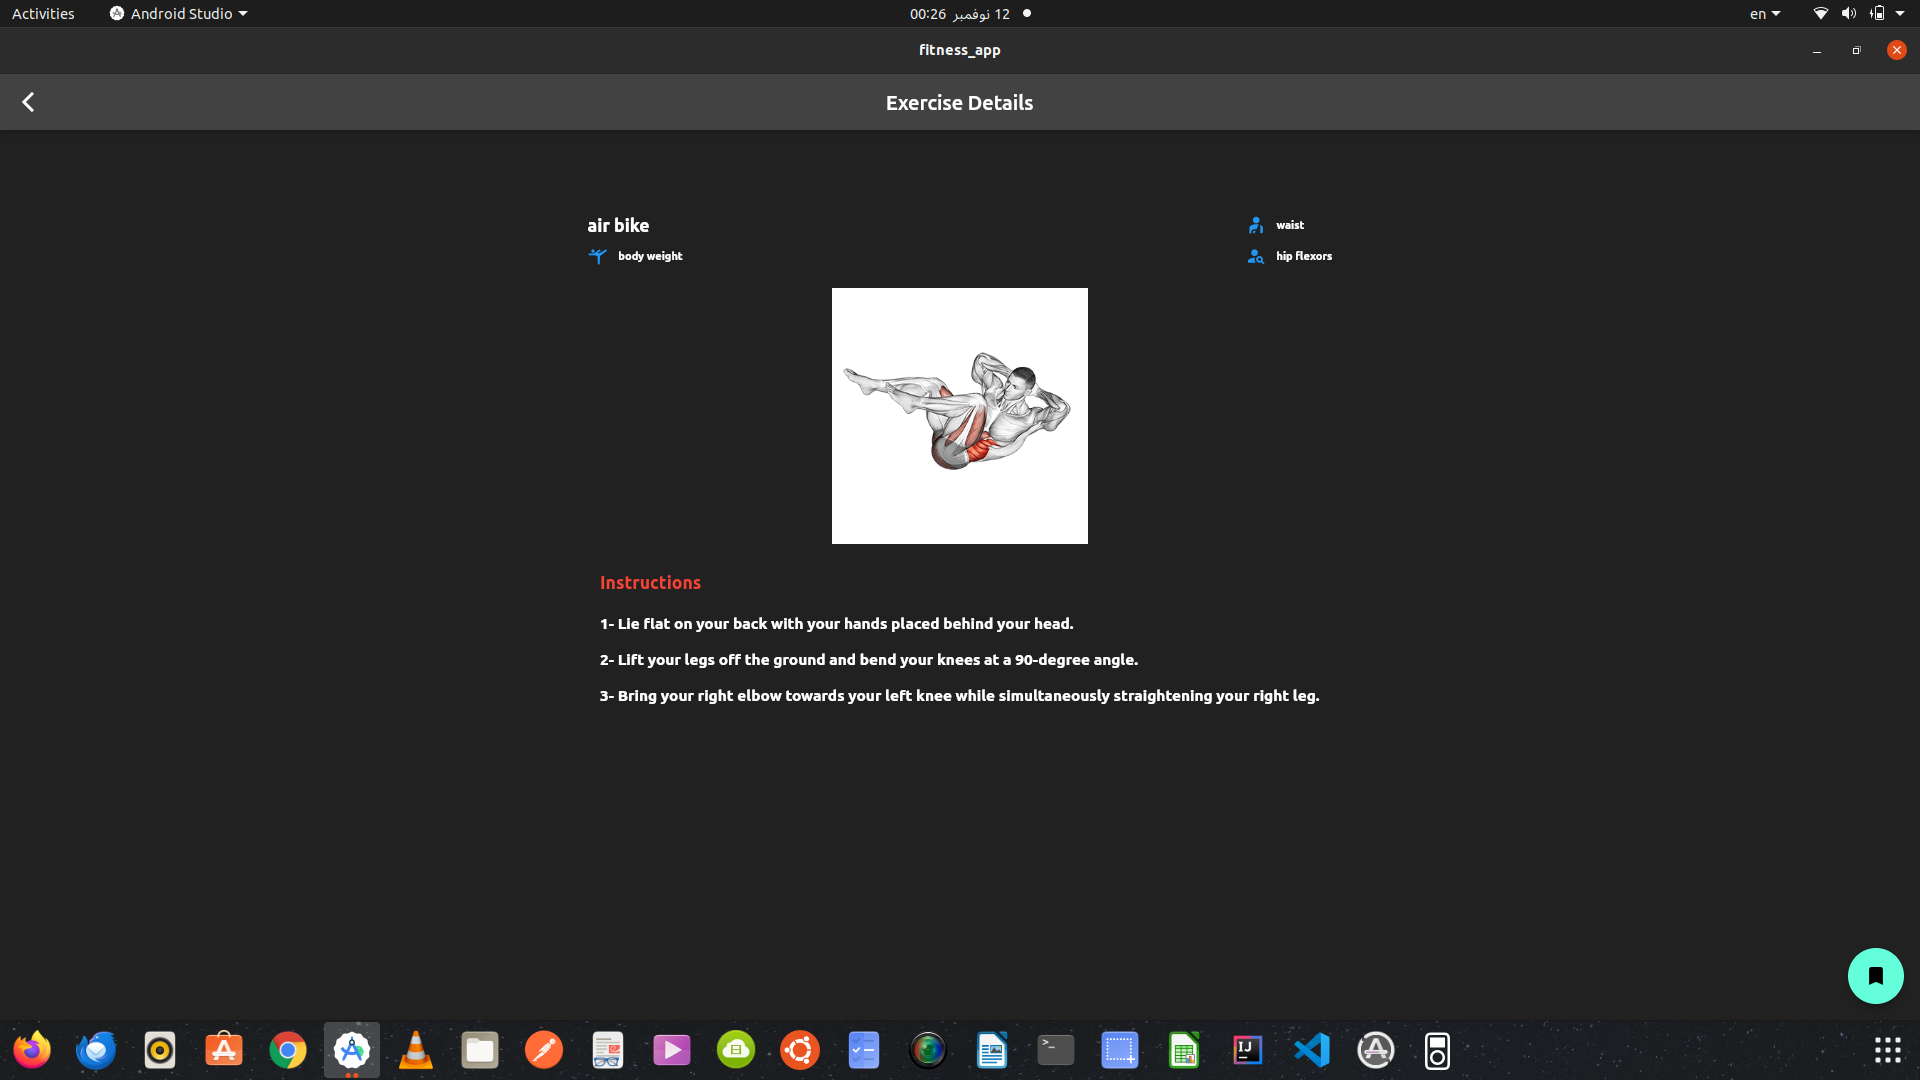 Activities
Android Studio
12 نوفمبر 00:26
en
fitness_app
Exercise Details
air bike
waist
body weight
hip flexors
Instructions
1- Lie flat on your back with your hands placed behind your head.
2- Lift your legs off the ground and bend your knees at a 90-degree angle.
3- Bring your right elbow towards your left knee while simultaneously straightening your right leg.
>_
IJ